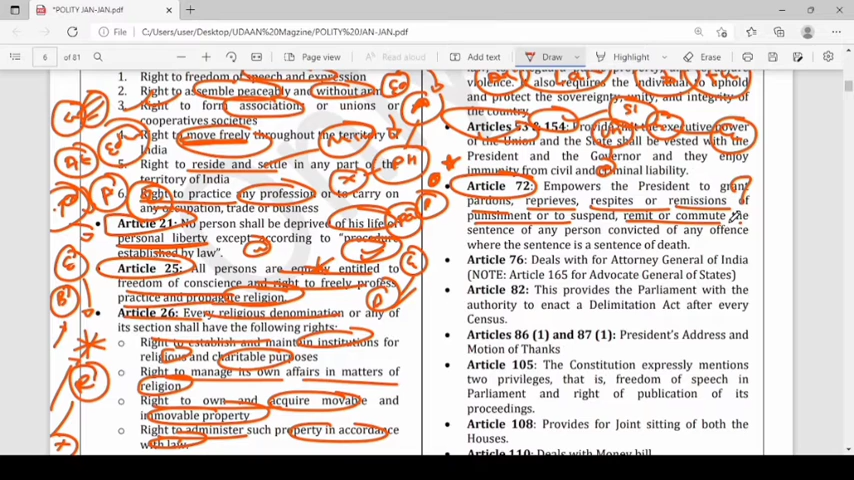 *POLITY JAN-JAN.pdf
File | C:/Users/user/Desktop/UDAAN%20Magzine/POLITY%20JAN-JAN.pdf
6 of 81
Page view
Read aloud
Add text
Draw
Highlight
Erase
1. Right to freedom of speech and expression
2. Right to assemble peaceably and without arms
3. Right to form associations or unions or
cooperatives societies
4. Right to move freely throughout the territory of
India
5. Right to reside and settle in any part of the
territory of India
6. Right to practice any profession or to carry on
any occupation, trade or business
• Article 21: No person shall be deprived of his life or
personal liberty except according to "procedure
established by law".
• Article 25: All persons are equally entitled to
freedom of conscience and right to freely profess
practice and propagate religion.
• Article 26: Every religious denomination or any of
its section shall have the following rights:
o Right to establish and maintain institutions for
religious and charitable purposes
o Right to manage its own affairs in matters of
religion
o Right to own and acquire movable and
immovable property
o Right to administer such property in accordance
with law.
violence. It also requires the individual to uphold
and protect the sovereignty, unity, and integrity of
the country
• Articles 53 & 154: Provide that the executive power
of the Union and the State shall be vested with the
President and the Governor and they enjoy
immunity from civil and criminal liability.
• Article 72: Empowers the President to grant
pardons, reprieves, respites or remissions of
punishment or to suspend, remit or commute the
sentence of any person convicted of any offence
where the sentence is a sentence of death.
• Article 76: Deals with for Attorney General of India
(NOTE: Article 165 for Advocate General of States)
• Article 82: This provides the Parliament with the
authority to enact a Delimitation Act after every
Census.
• Articles 86 (1) and 87 (1): President's Address and
Motion of Thanks
• Article 105: The Constitution expressly mentions
two privileges, that is, freedom of speech in
Parliament and right of publication of its
proceedings.
• Article 108: Provides for Joint sitting of both the
Houses.
• Article 110: Deals with Money bill